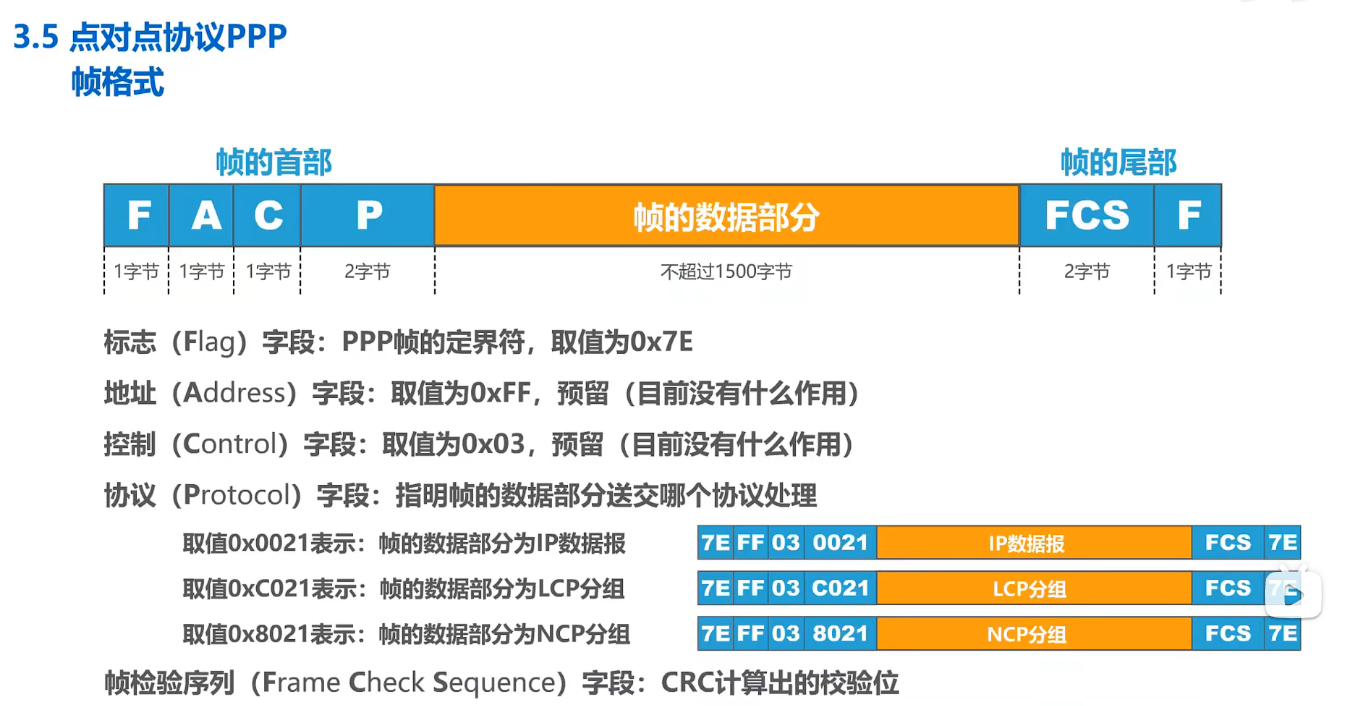 3.5 点对点协议PPP
帧格式
帧的首部 帧的尾部
F A C P 帧的数据部分 FCS F
1字节 1字节 1字节 2字节 不超过1500字节 2字节 1字节
标志（Flag）字段：PPP帧的定界符，取值为0x7E
地址（Address）字段：取值为0xFF，预留（目前没有什么作用）
控制（Control）字段：取值为0x03，预留（目前没有什么作用）
协议（Protocol）字段：指明帧的数据部分送交哪个协议处理
取值0x0021表示：帧的数据部分为IP数据报 7E FF 03 0021 IP数据报 FCS 7E
取值0xC021表示：帧的数据部分为LCP分组 7E FF 03 C021 LCP分组 FCS 7E
取值0x8021表示：帧的数据部分为NCP分组 7E FF 03 8021 NCP分组 FCS 7E
帧检验序列（Frame Check Sequence）字段：CRC计算出的校验位